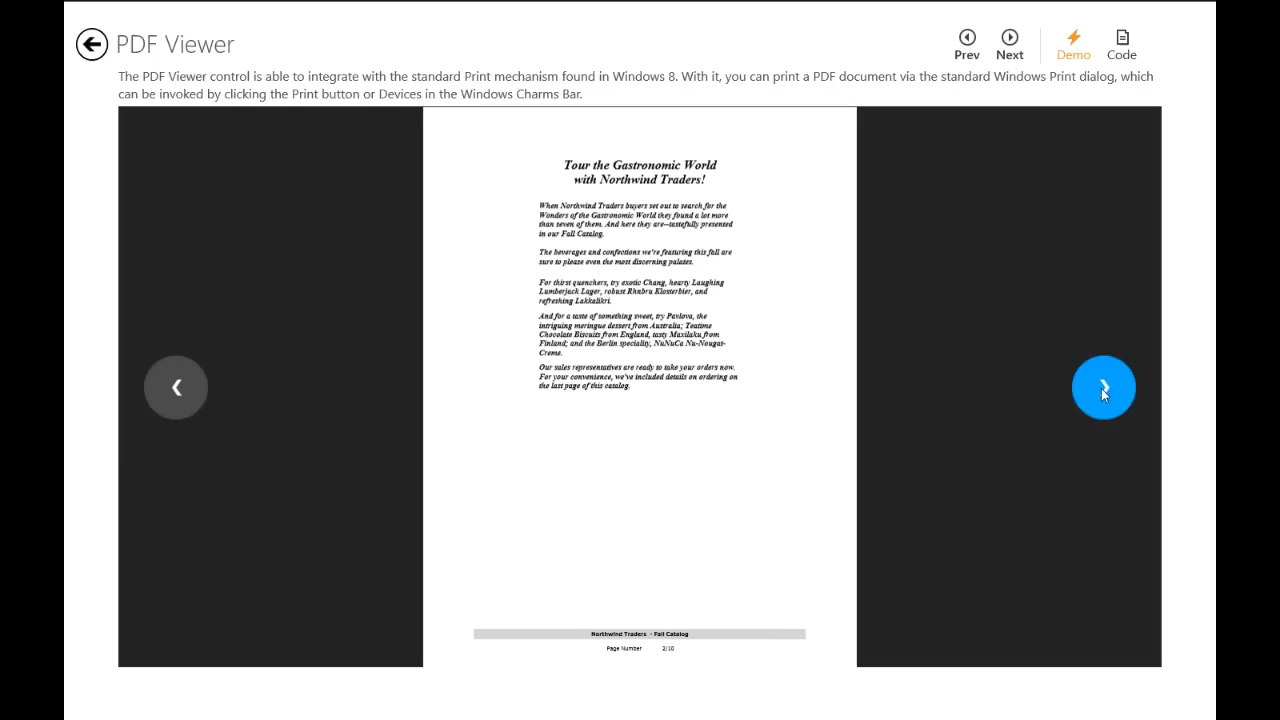 PDF Viewer
Prev
Next
Demo
Code
The PDF Viewer control is able to integrate with the standard Print mechanism found in Windows 8. With it, you can print a PDF document via the standard Windows Print dialog, which
can be invoked by clicking the Print button or Devices in the Windows Charms Bar.
Tour the Gastronomic World
with Northwind Traders!
When Northwind Traders buyers set out to search for the
Wonders of the Gastronomic World they found a lot more
than seven of them. And here they are--tastefully presented
in our Fall Catalog.
The beverages and confections we're featuring this fall are
sure to please even the most discerning palates.
For thirst quenchers, try exotic Chang, hearty Laughing
Lumberjack Lager, robust Rhnbru Klosterbier, and
refreshing Lakkalikri.
And for a taste of something sweet, try Pavlova, the
intriguing meringue dessert from Australia; Teatime
Chocolate Biscuits from England, tasty Maxilaku from
Finland; and the Berlin speciality, NuNuCa Nu-Nougat-
Creme.
Our sales representatives are ready to take your orders now.
For your convenience, we've included details on ordering on
the last page of this catalog.
Northwind Traders - Fall Catalog
Page Number 2/10